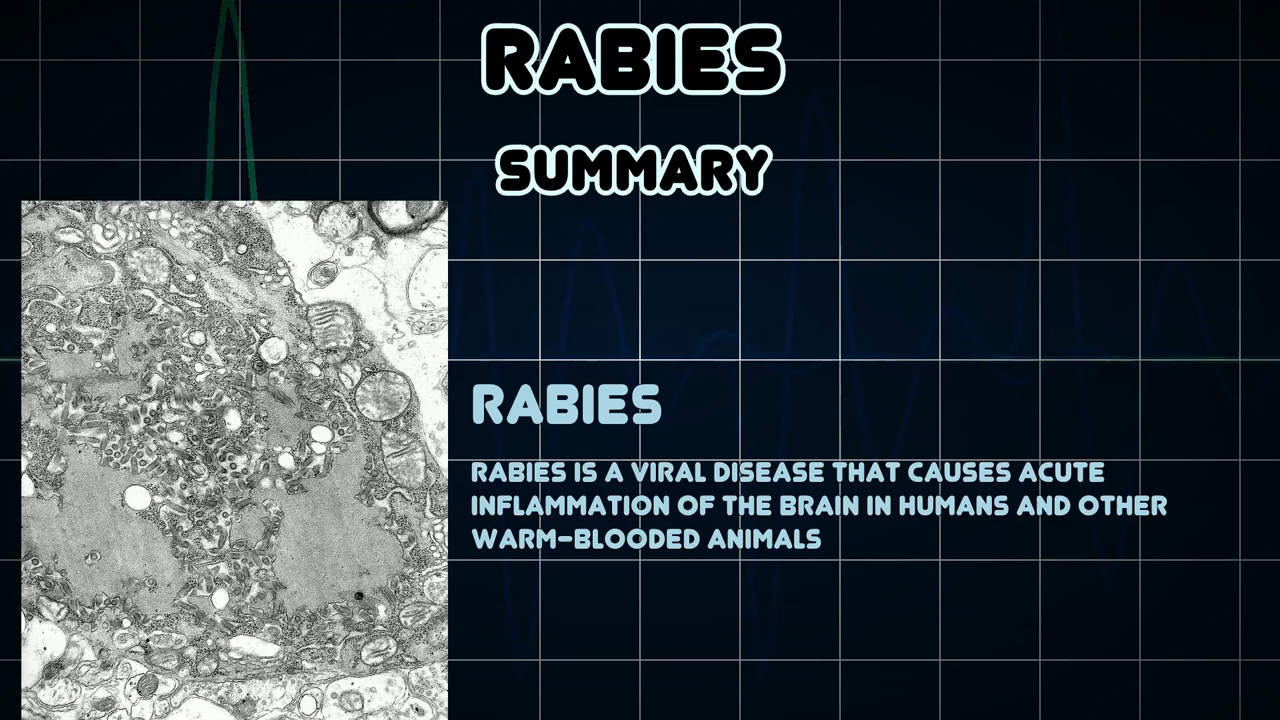 RABIES
SUMMARY
RABIES
RABIES IS A VIRAL DISEASE THAT CAUSES ACUTE
INFLAMMATION OF THE BRAIN IN HUMANS AND OTHER
WARM-BLOODED ANIMALS